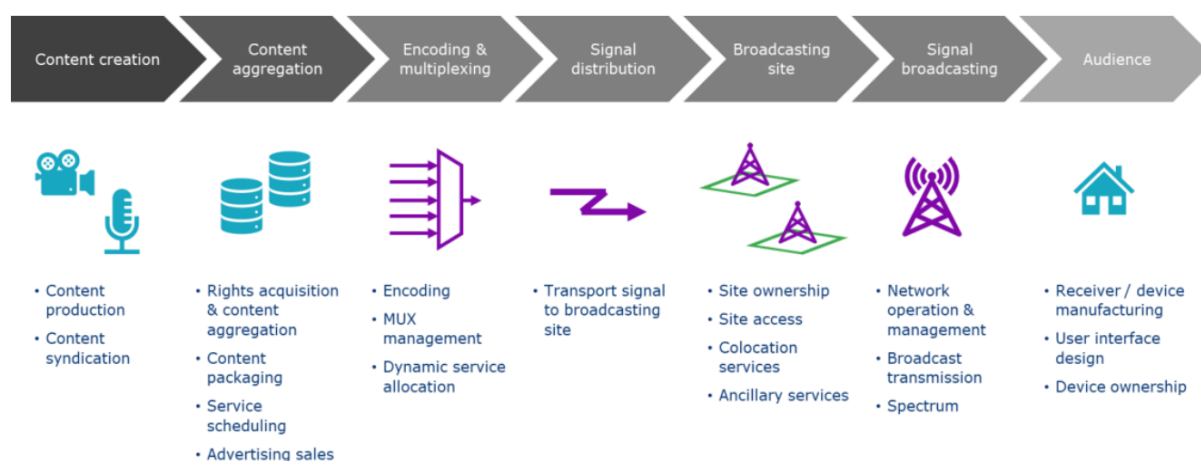 Content creation
Content
aggregation
Encoding &
multiplexing
Signal
distribution
Broadcasting
site
Signal
broadcasting
Audience
• Content
production
• Content
syndication
• Rights acquisition
& content
aggregation
• Content
packaging
• Service
scheduling
• Advertising sales
• Encoding
• MUX
management
• Dynamic service
allocation
• Transport signal
to broadcasting
site
• Site ownership
• Site access
• Colocation
services
• Ancillary services
• Network
operation &
management
• Broadcast
transmission
• Spectrum
• Receiver / device
manufacturing
• User interface
design
• Device ownership